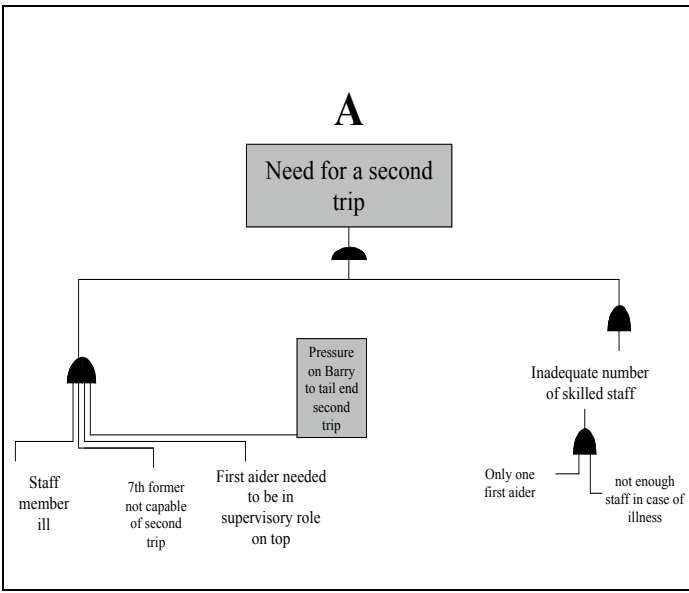 A
Need for a second
trip
Pressure
on Barry
to tail end
second
trip
Inadequate number
of skilled staff
Staff
member
ill
7th former
not capable
of second
trip
First aider needed
to be in
supervisory role
on top
Only one
first aider
not enough
staff in case of
illness